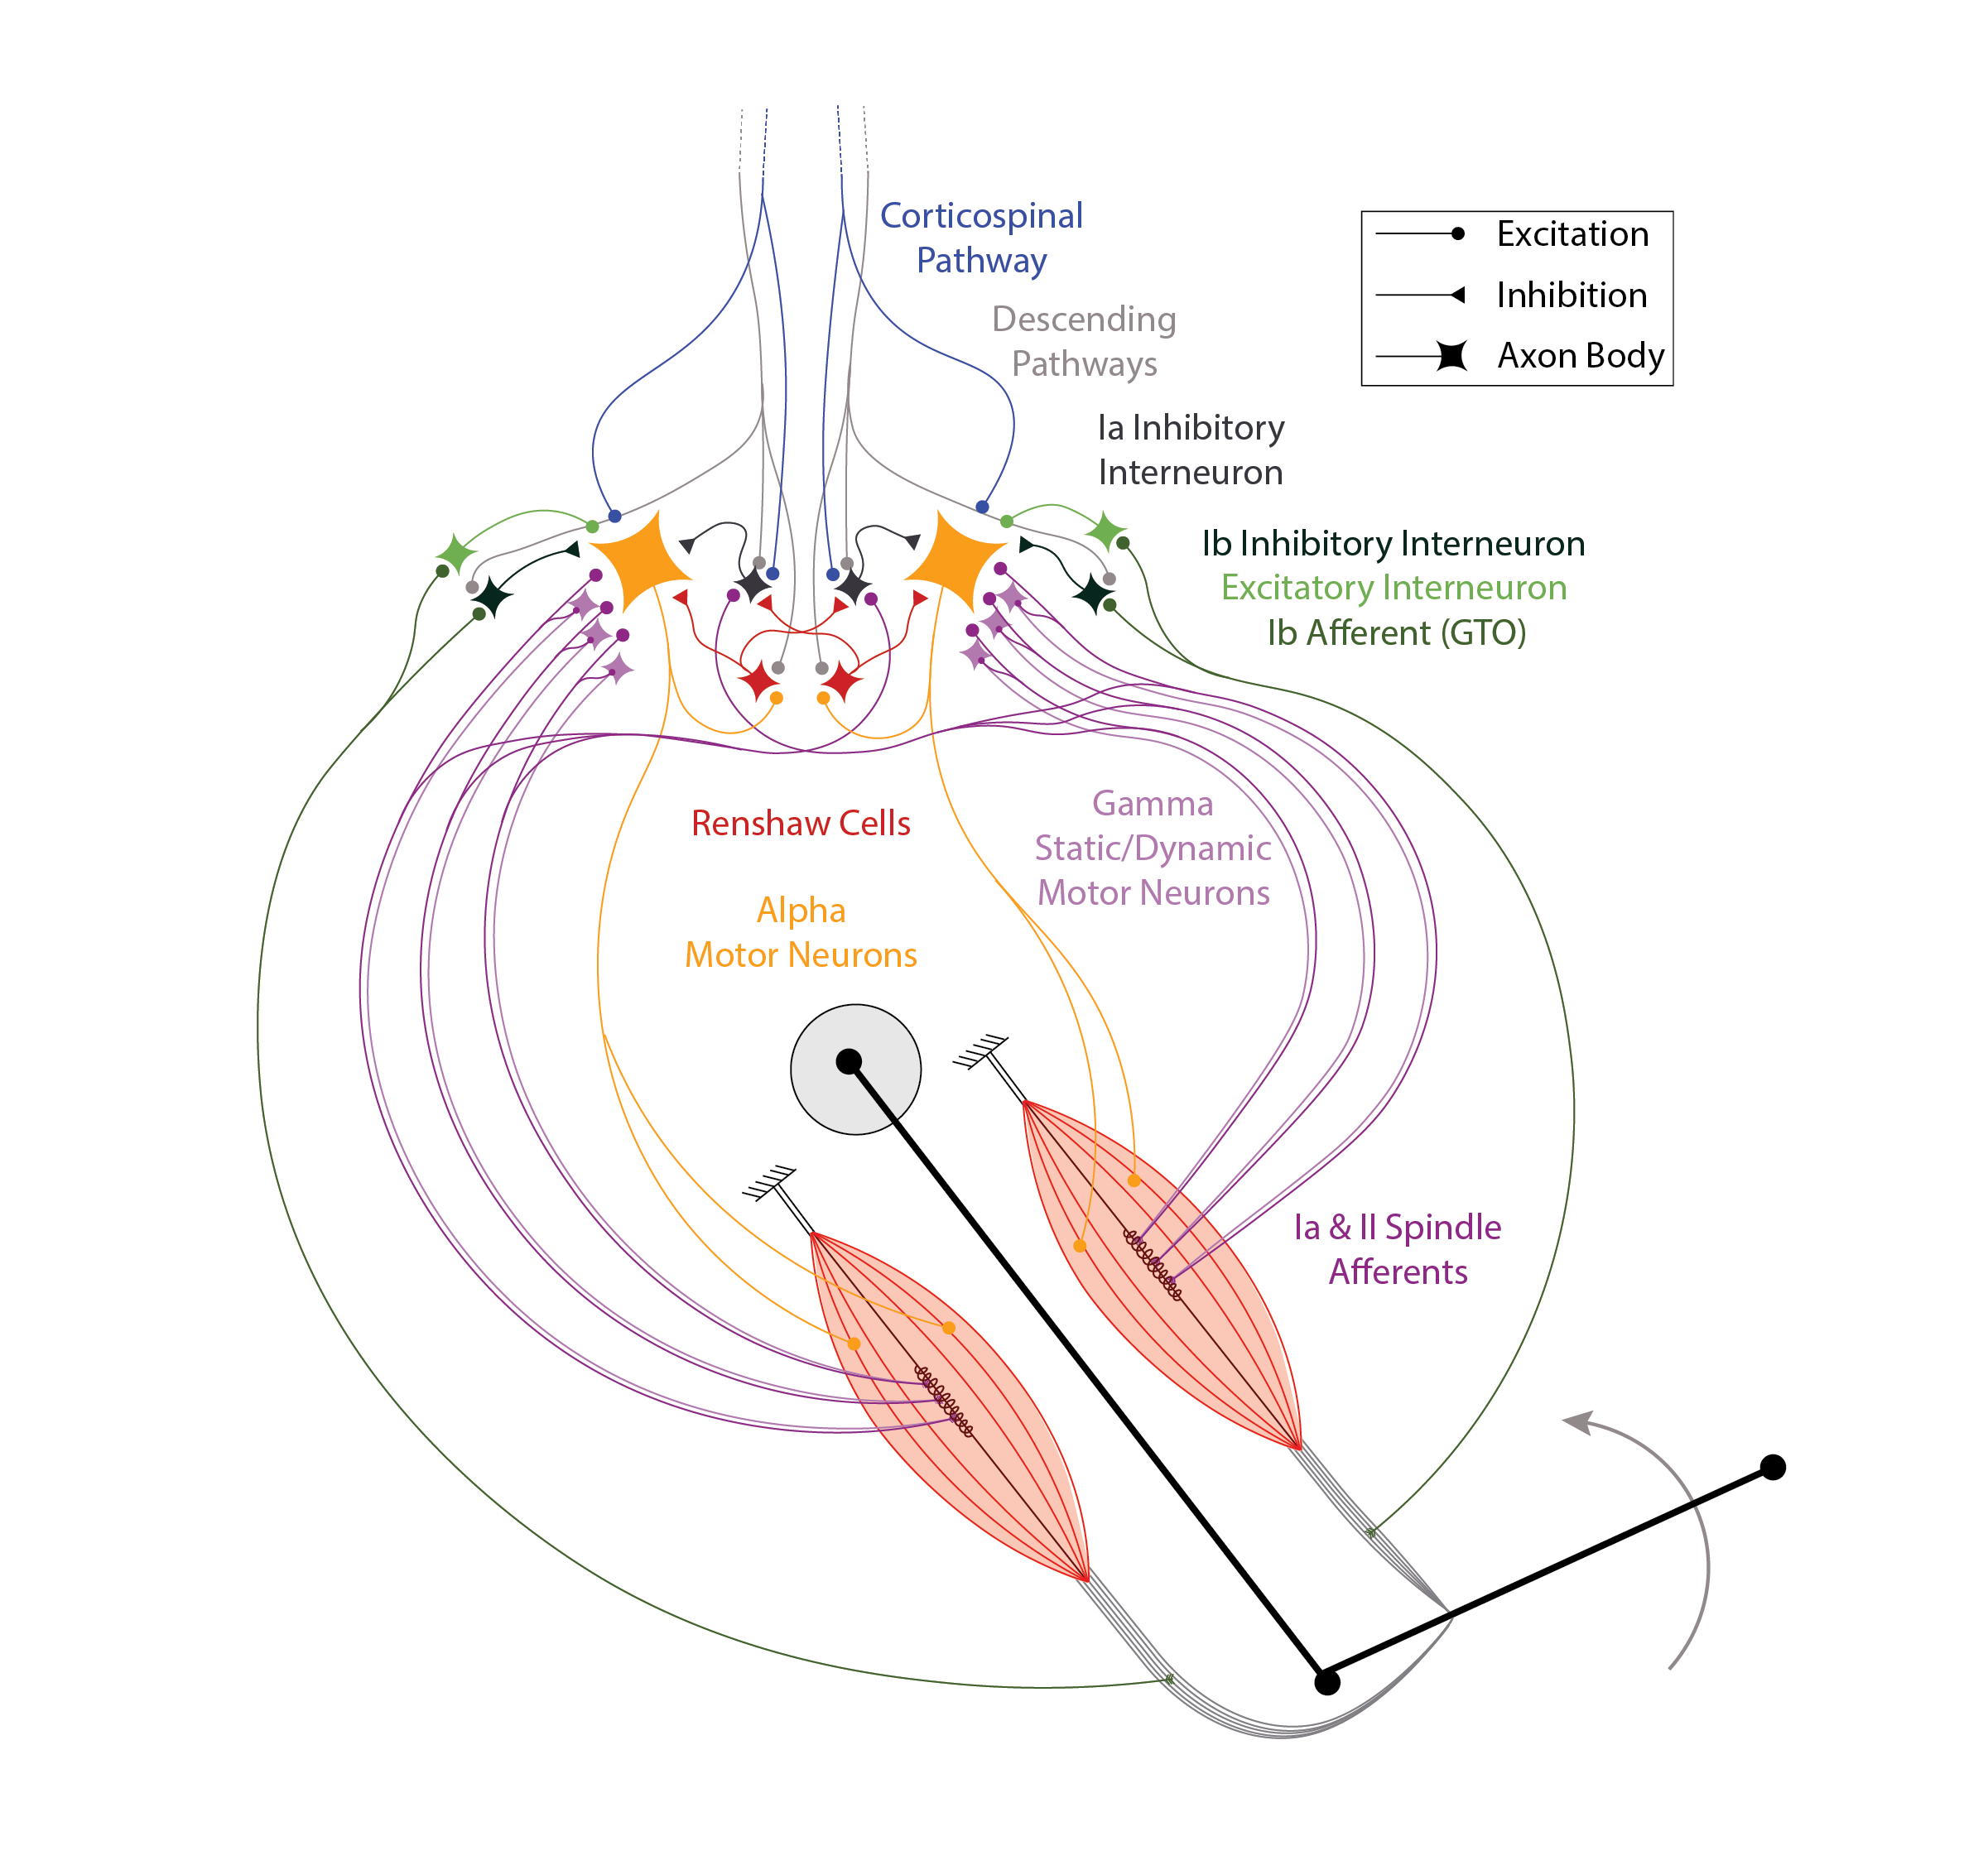 Corticospinal
Pathway
Descending
Pathways
Ia Inhibitory
Interneuron
Excitation
Inhibition
Axon Body
Ib Inhibitory Interneuron
Excitatory Interneuron
Ib Afferent (GTO)
Renshaw Cells
Gamma
Static/Dynamic
Motor Neurons
Alpha
Motor Neurons
Ia & II Spindle
Afferents